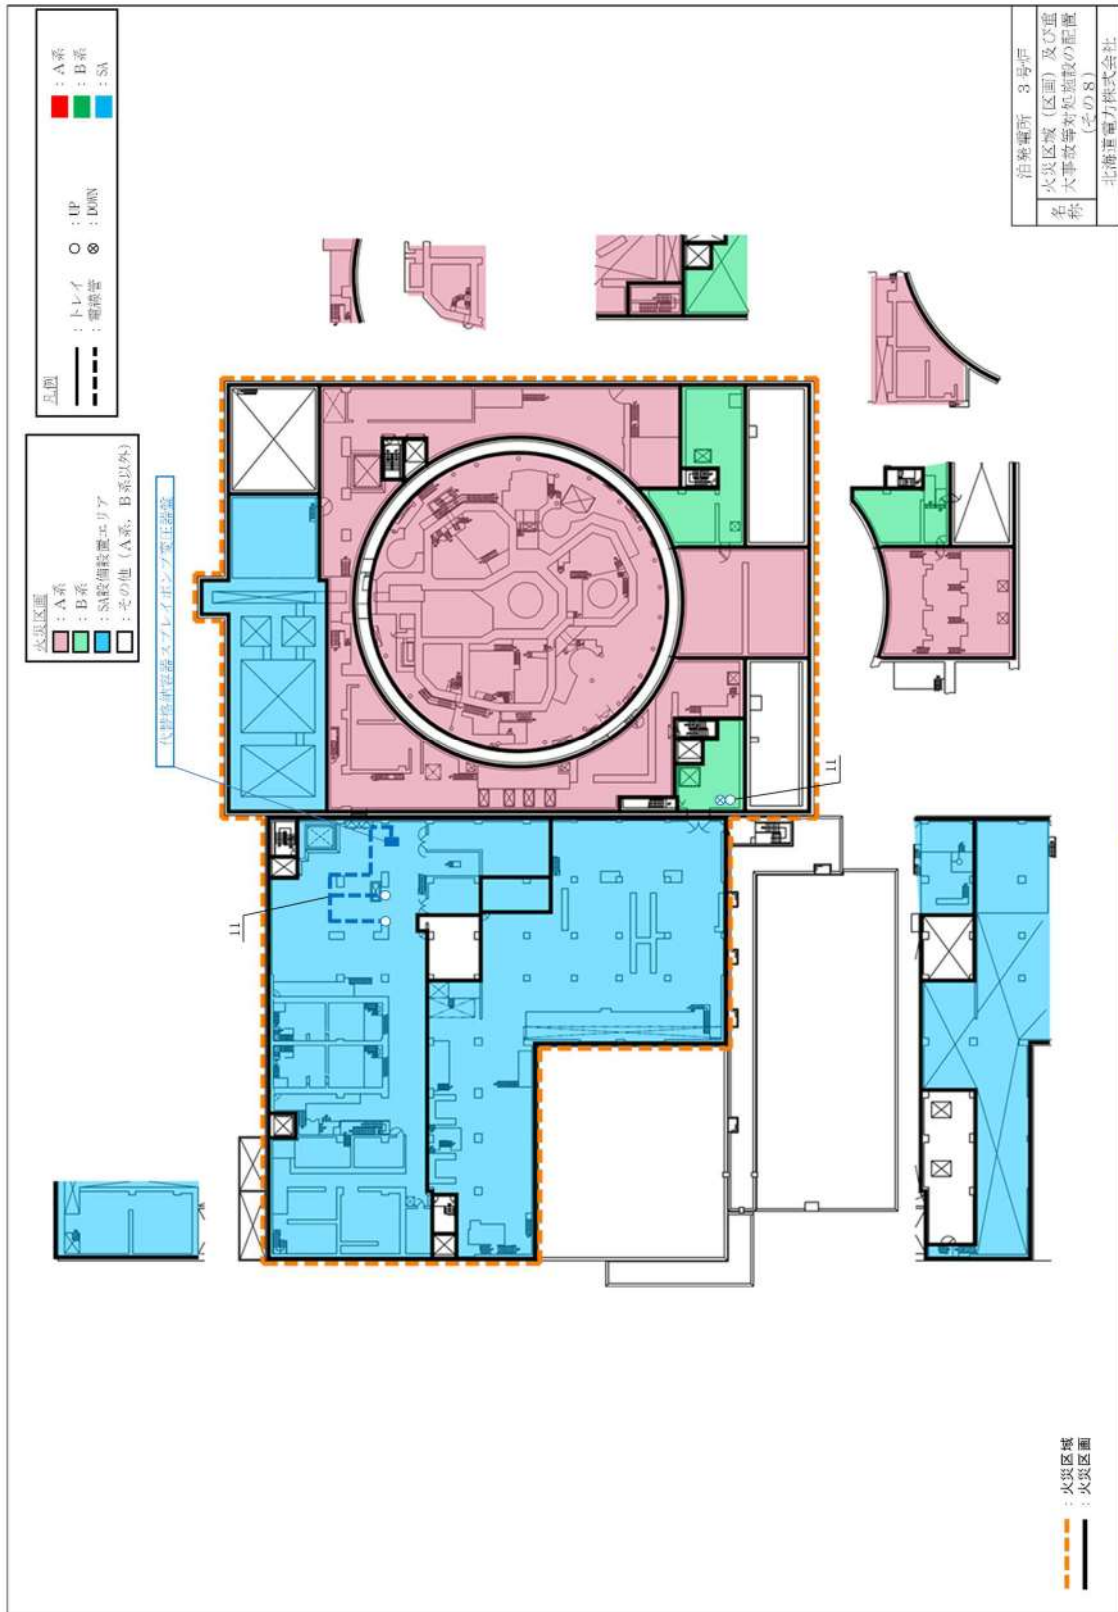 火災区画
：A系
：B系
：SA設備設置エリア
：その他（A系，B系以外）
凡例
：トレイ
：電線管
○：UP
⊗：DOWN
：A系
：B系
：SA
代替格納容器スプレイポンプ変圧器盤
11
11
：火災区域
：火災区画
泊発電所 3号炉
名称
火災区域（区画）及び重
大事故等対処施設の配置
（その8）
北海道電力株式会社